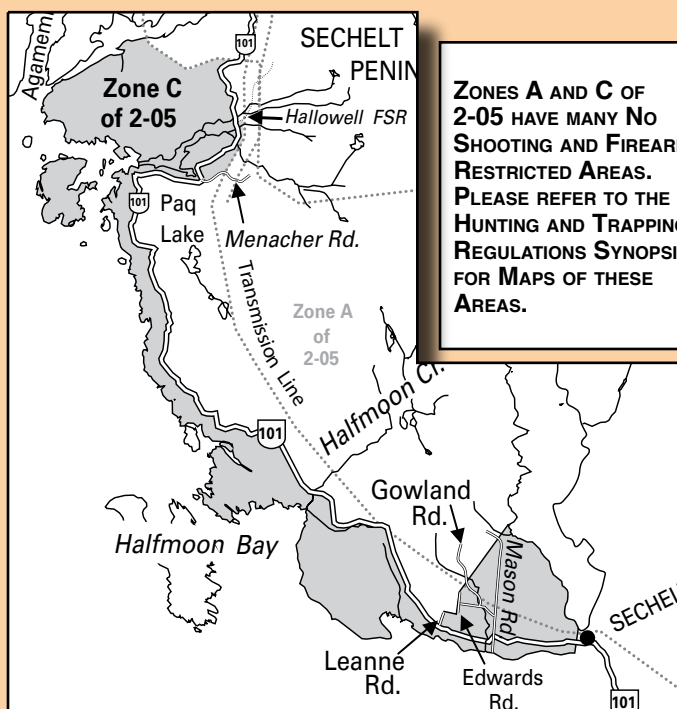 Agamem
101
SECHELT
PENIN
Zone C
of 2-05
Hallowell FSR
101
Paq
Lake
Menacher Rd.
Transmission Line
Zone A
of
2-05
ZONES A AND C OF
2-05 HAVE MANY NO
SHOOTING AND FIREAR
RESTRICTED AREAS.
PLEASE REFER TO THE
HUNTING AND TRAPPING
REGULATIONS SYNOPSI
FOR MAPS OF THESE
AREAS.
Halfmoon Cr.
101
Gowland
Rd.
Halfmoon Bay
Mason Rd
SECHEL
Leanne
Rd.
Edwards
Rd.
101